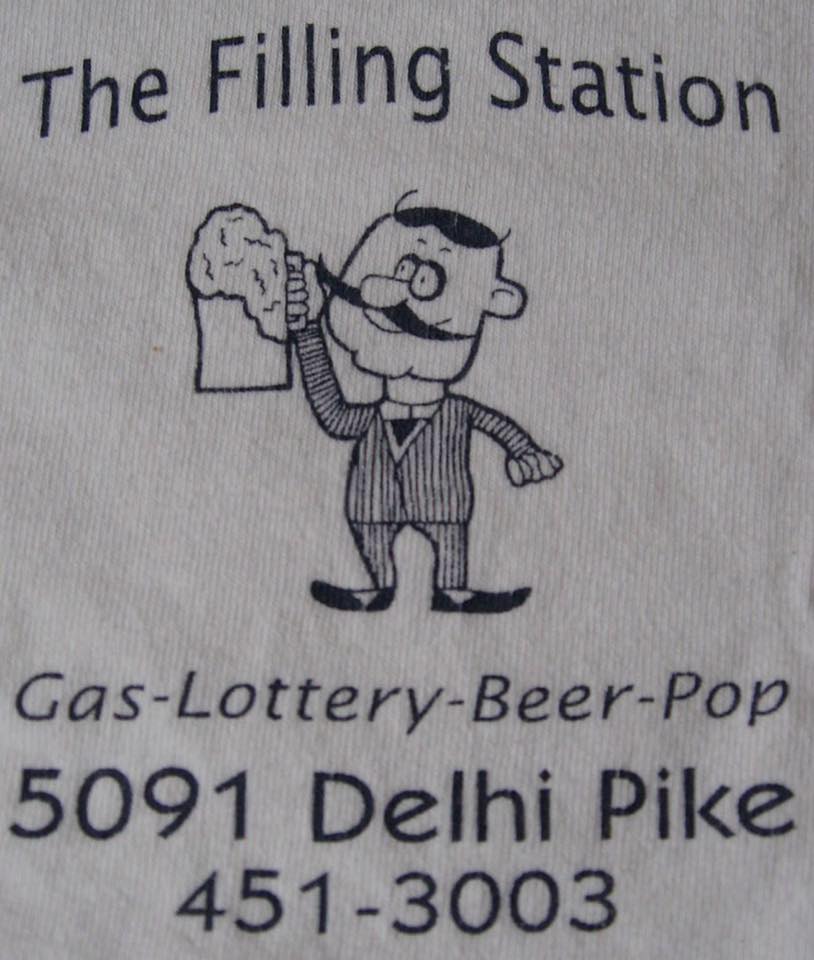 The Filling Station
Gas-Lottery-Beer-Pop
5091 Delhi Pike
451-3003